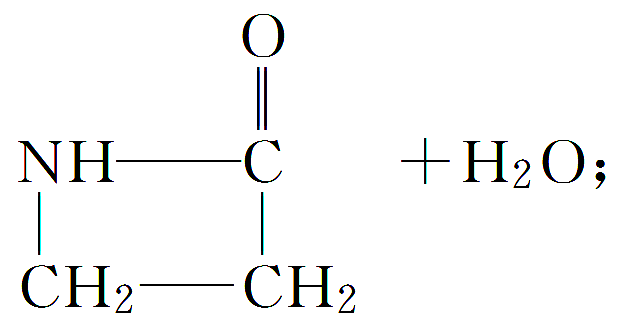 O
NH C +H₂O;
CH₂ CH₂